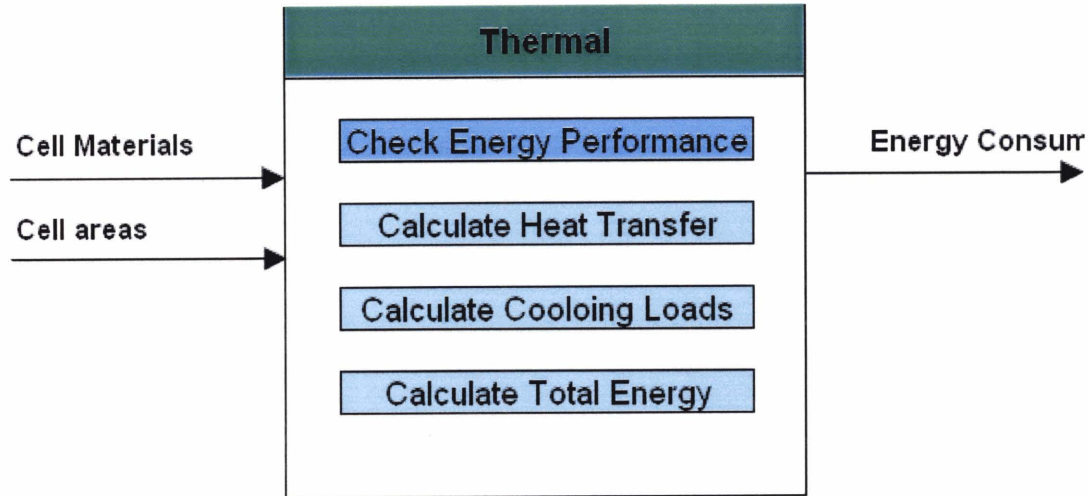 Thermal
Cell Materials
Check Energy Performance
Energy Consum
Cell areas
Calculate Heat Transfer
Calculate Cooloing Loads
Calculate Total Energy